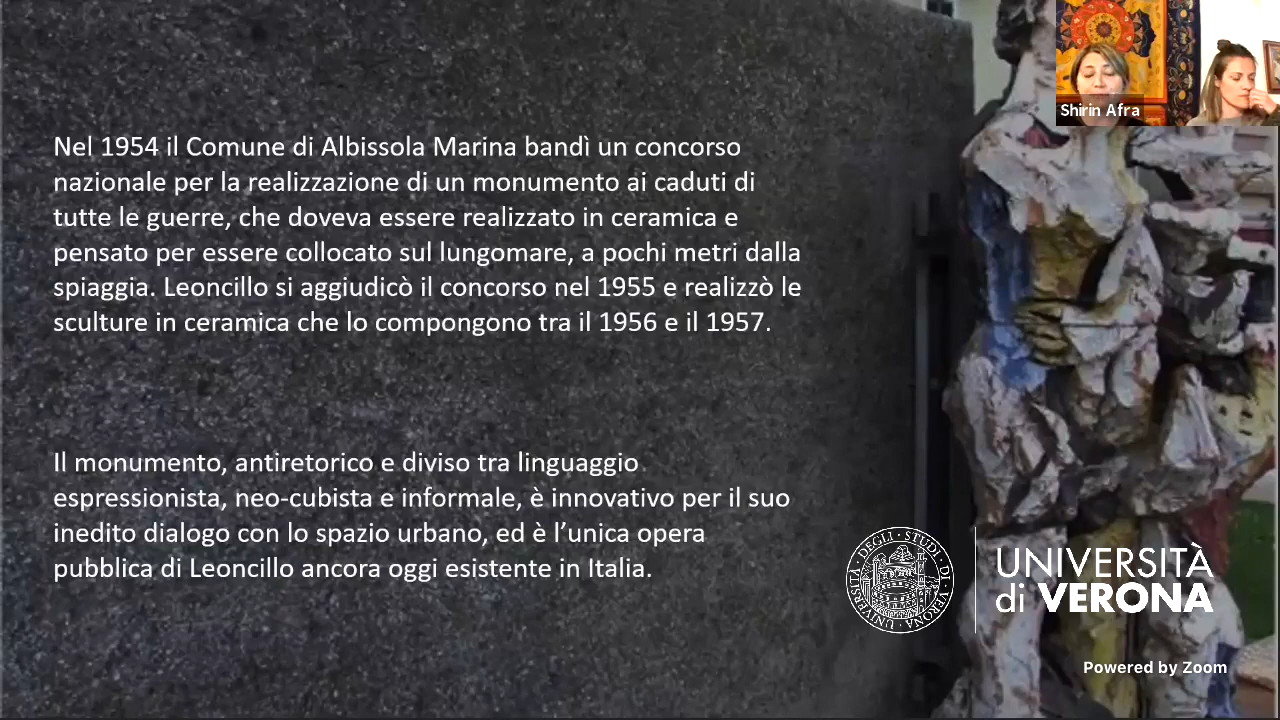 Shirin Afra
Nel 1954 il Comune di Albissola Marina bandì un concorso
nazionale per la realizzazione di un monumento ai caduti di
tutte le guerre, che doveva essere realizzato in ceramica e
pensato per essere collocato sul lungomare, a pochi metri dalla
spiaggia. Leoncillo si aggiudicò il concorso nel 1955 e realizzò le
sculture in ceramica che lo compongono tra il 1956 e il 1957.
Il monumento, antiretorico e diviso tra linguaggio
espressionista, neo-cubista e informale, è innovativo per il suo
inedito dialogo con lo spazio urbano, ed è l’unica opera
pubblica di Leoncillo ancora oggi esistente in Italia.
UNIVERSITÀ · DEGLI · STUDI · DI · VERONA
UNIVERSITÀ
di VERONA
Powered by Zoom